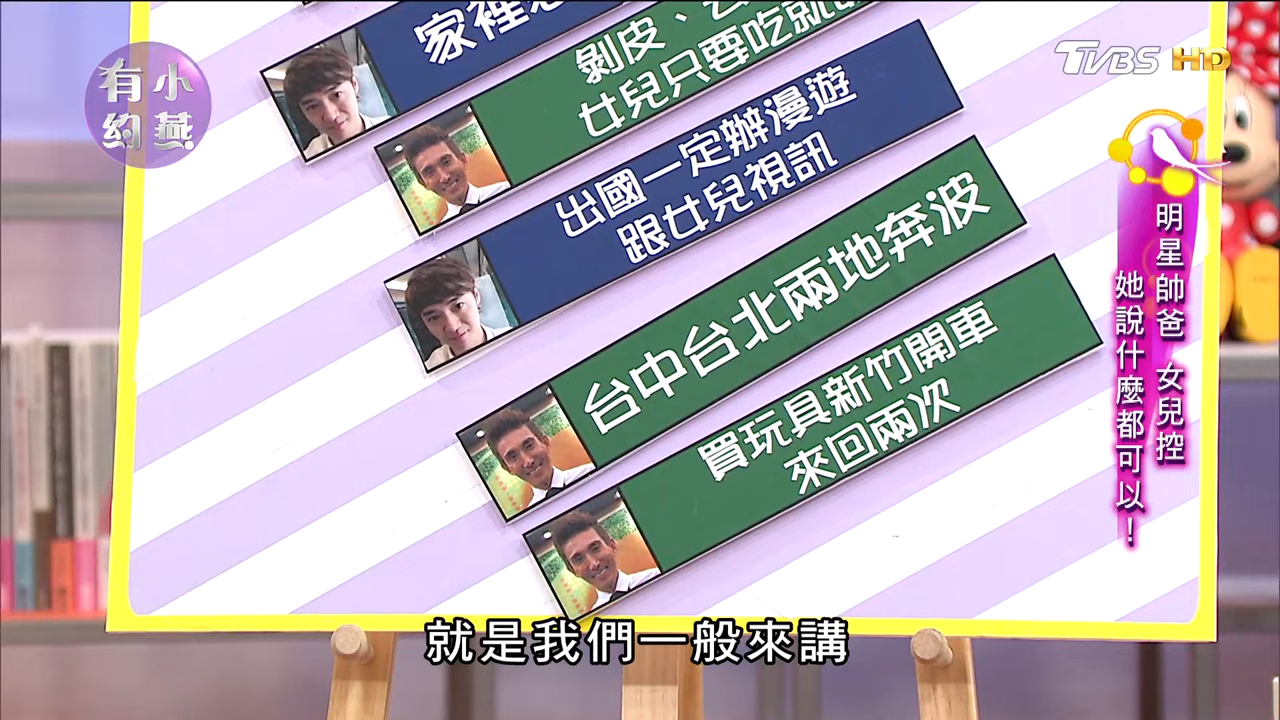 小燕
有約
TVBS HD
家裡
剝皮、
女兒只要吃就
出國一定辦漫遊
跟女兒視訊
台中台北兩地奔波
買玩具新竹開車
來回兩次
明星帥爸 女兒控
她說什麼都可以！
就是我們一般來講